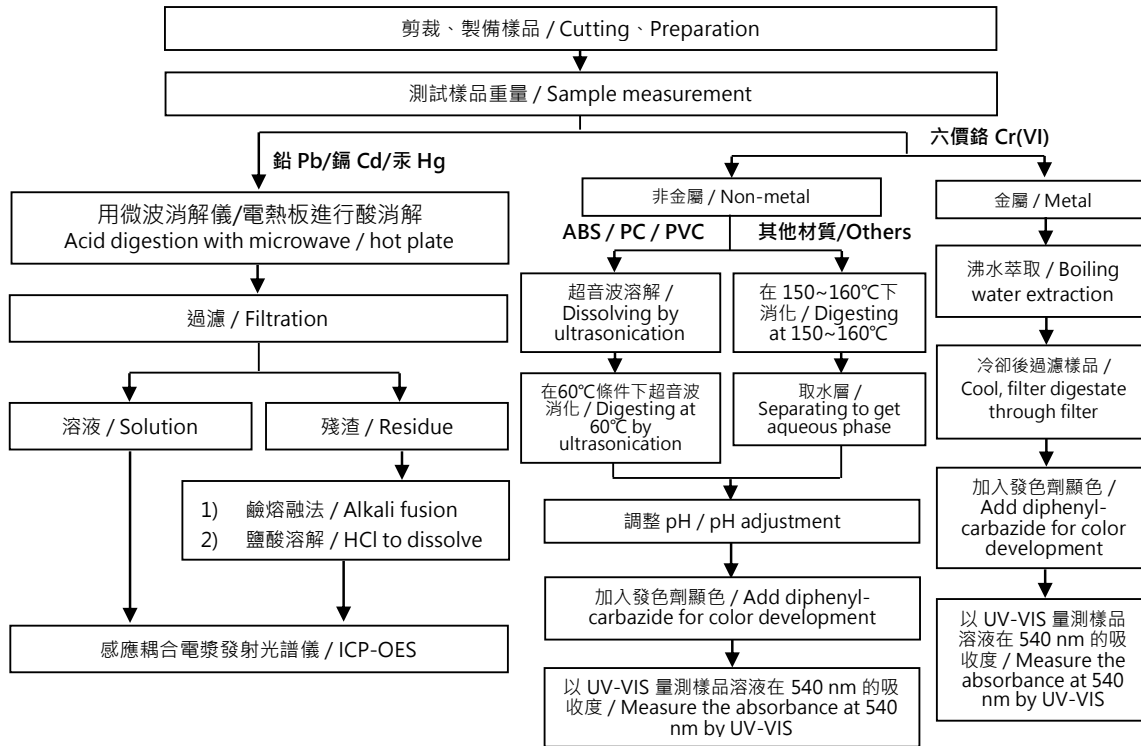 剪裁、製備樣品 / Cutting、Preparation
測試樣品重量 / Sample measurement
鉛 Pb/鎘 Cd/汞 Hg
六價鉻 Cr(VI)
用微波消解儀/電熱板進行酸消解
Acid digestion with microwave / hot plate
過濾 / Filtration
溶液 / Solution
殘渣 / Residue
1) 鹼熔融法 / Alkali fusion
2) 鹽酸溶解 / HCl to dissolve
感應耦合電漿發射光譜儀 / ICP-OES
非金屬 / Non-metal
ABS / PC / PVC
其他材質/Others
超音波溶解 /
Dissolving by
ultrasonication
在 150~160℃下
消化 / Digesting
at 150~160℃
在60℃條件下超音波
消化 / Digesting at
60℃ by
ultrasonication
取水層 /
Separating to get
aqueous phase
調整 pH / pH adjustment
加入發色劑顯色 / Add diphenyl-
carbazide for color development
以 UV-VIS 量測樣品溶液在 540 nm 的吸
收度 / Measure the absorbance at 540
nm by UV-VIS
金屬 / Metal
沸水萃取 / Boiling
water extraction
冷卻後過濾樣品 /
Cool, filter digestate
through filter
加入發色劑顯色 /
Add diphenyl-
carbazide for color
development
以 UV-VIS 量測樣品
溶液在 540 nm 的吸
收度 / Measure the
absorbance at 540
nm by UV-VIS